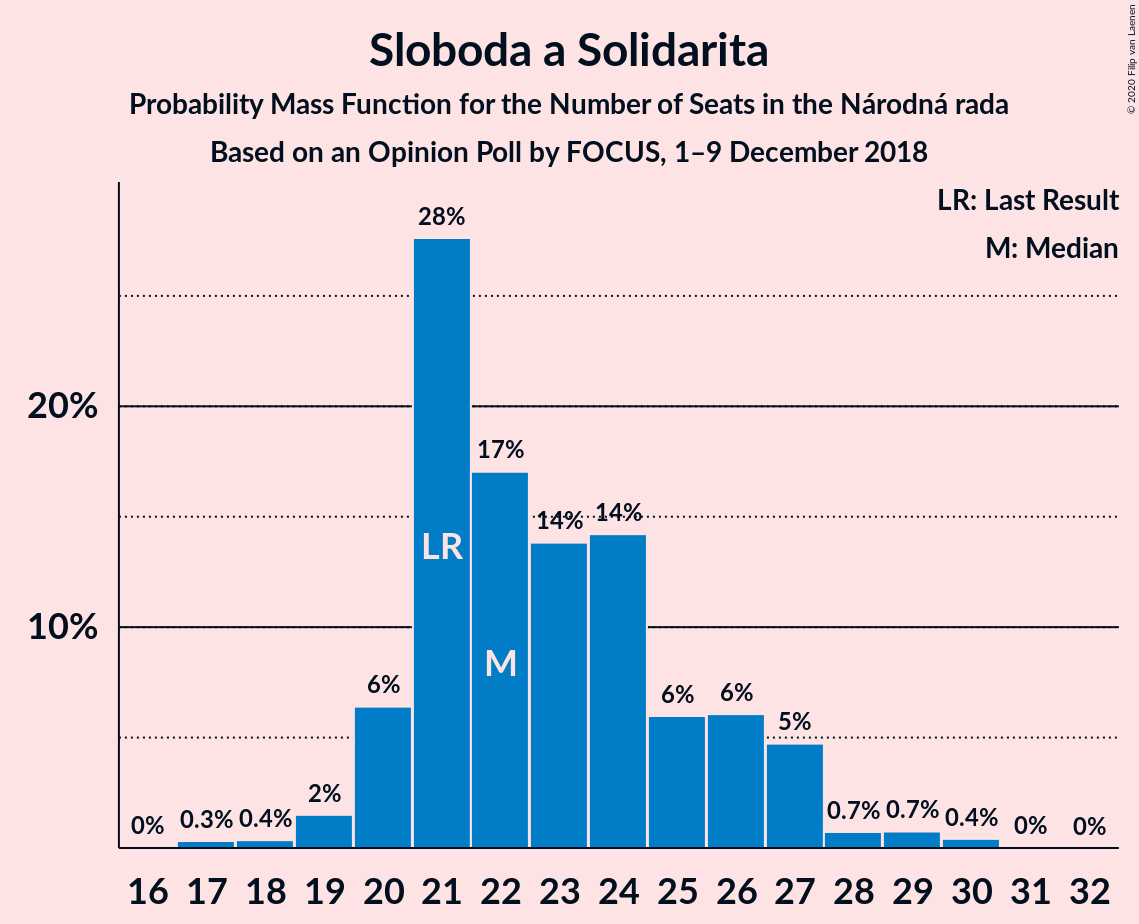 Sloboda a Solidarita
Probability Mass Function for the Number of Seats in the Národná rada
Based on an Opinion Poll by FOCUS, 1–9 December 2018
© 2020 Filip van Laenen
LR: Last Result
M: Median
20%
10%
0%
0.3%
0.4%
2%
6%
28%
17%
14%
14%
6%
6%
5%
0.7%
0.7%
0.4%
0%
0%
LR
M
16 17 18 19 20 21 22 23 24 25 26 27 28 29 30 31 32